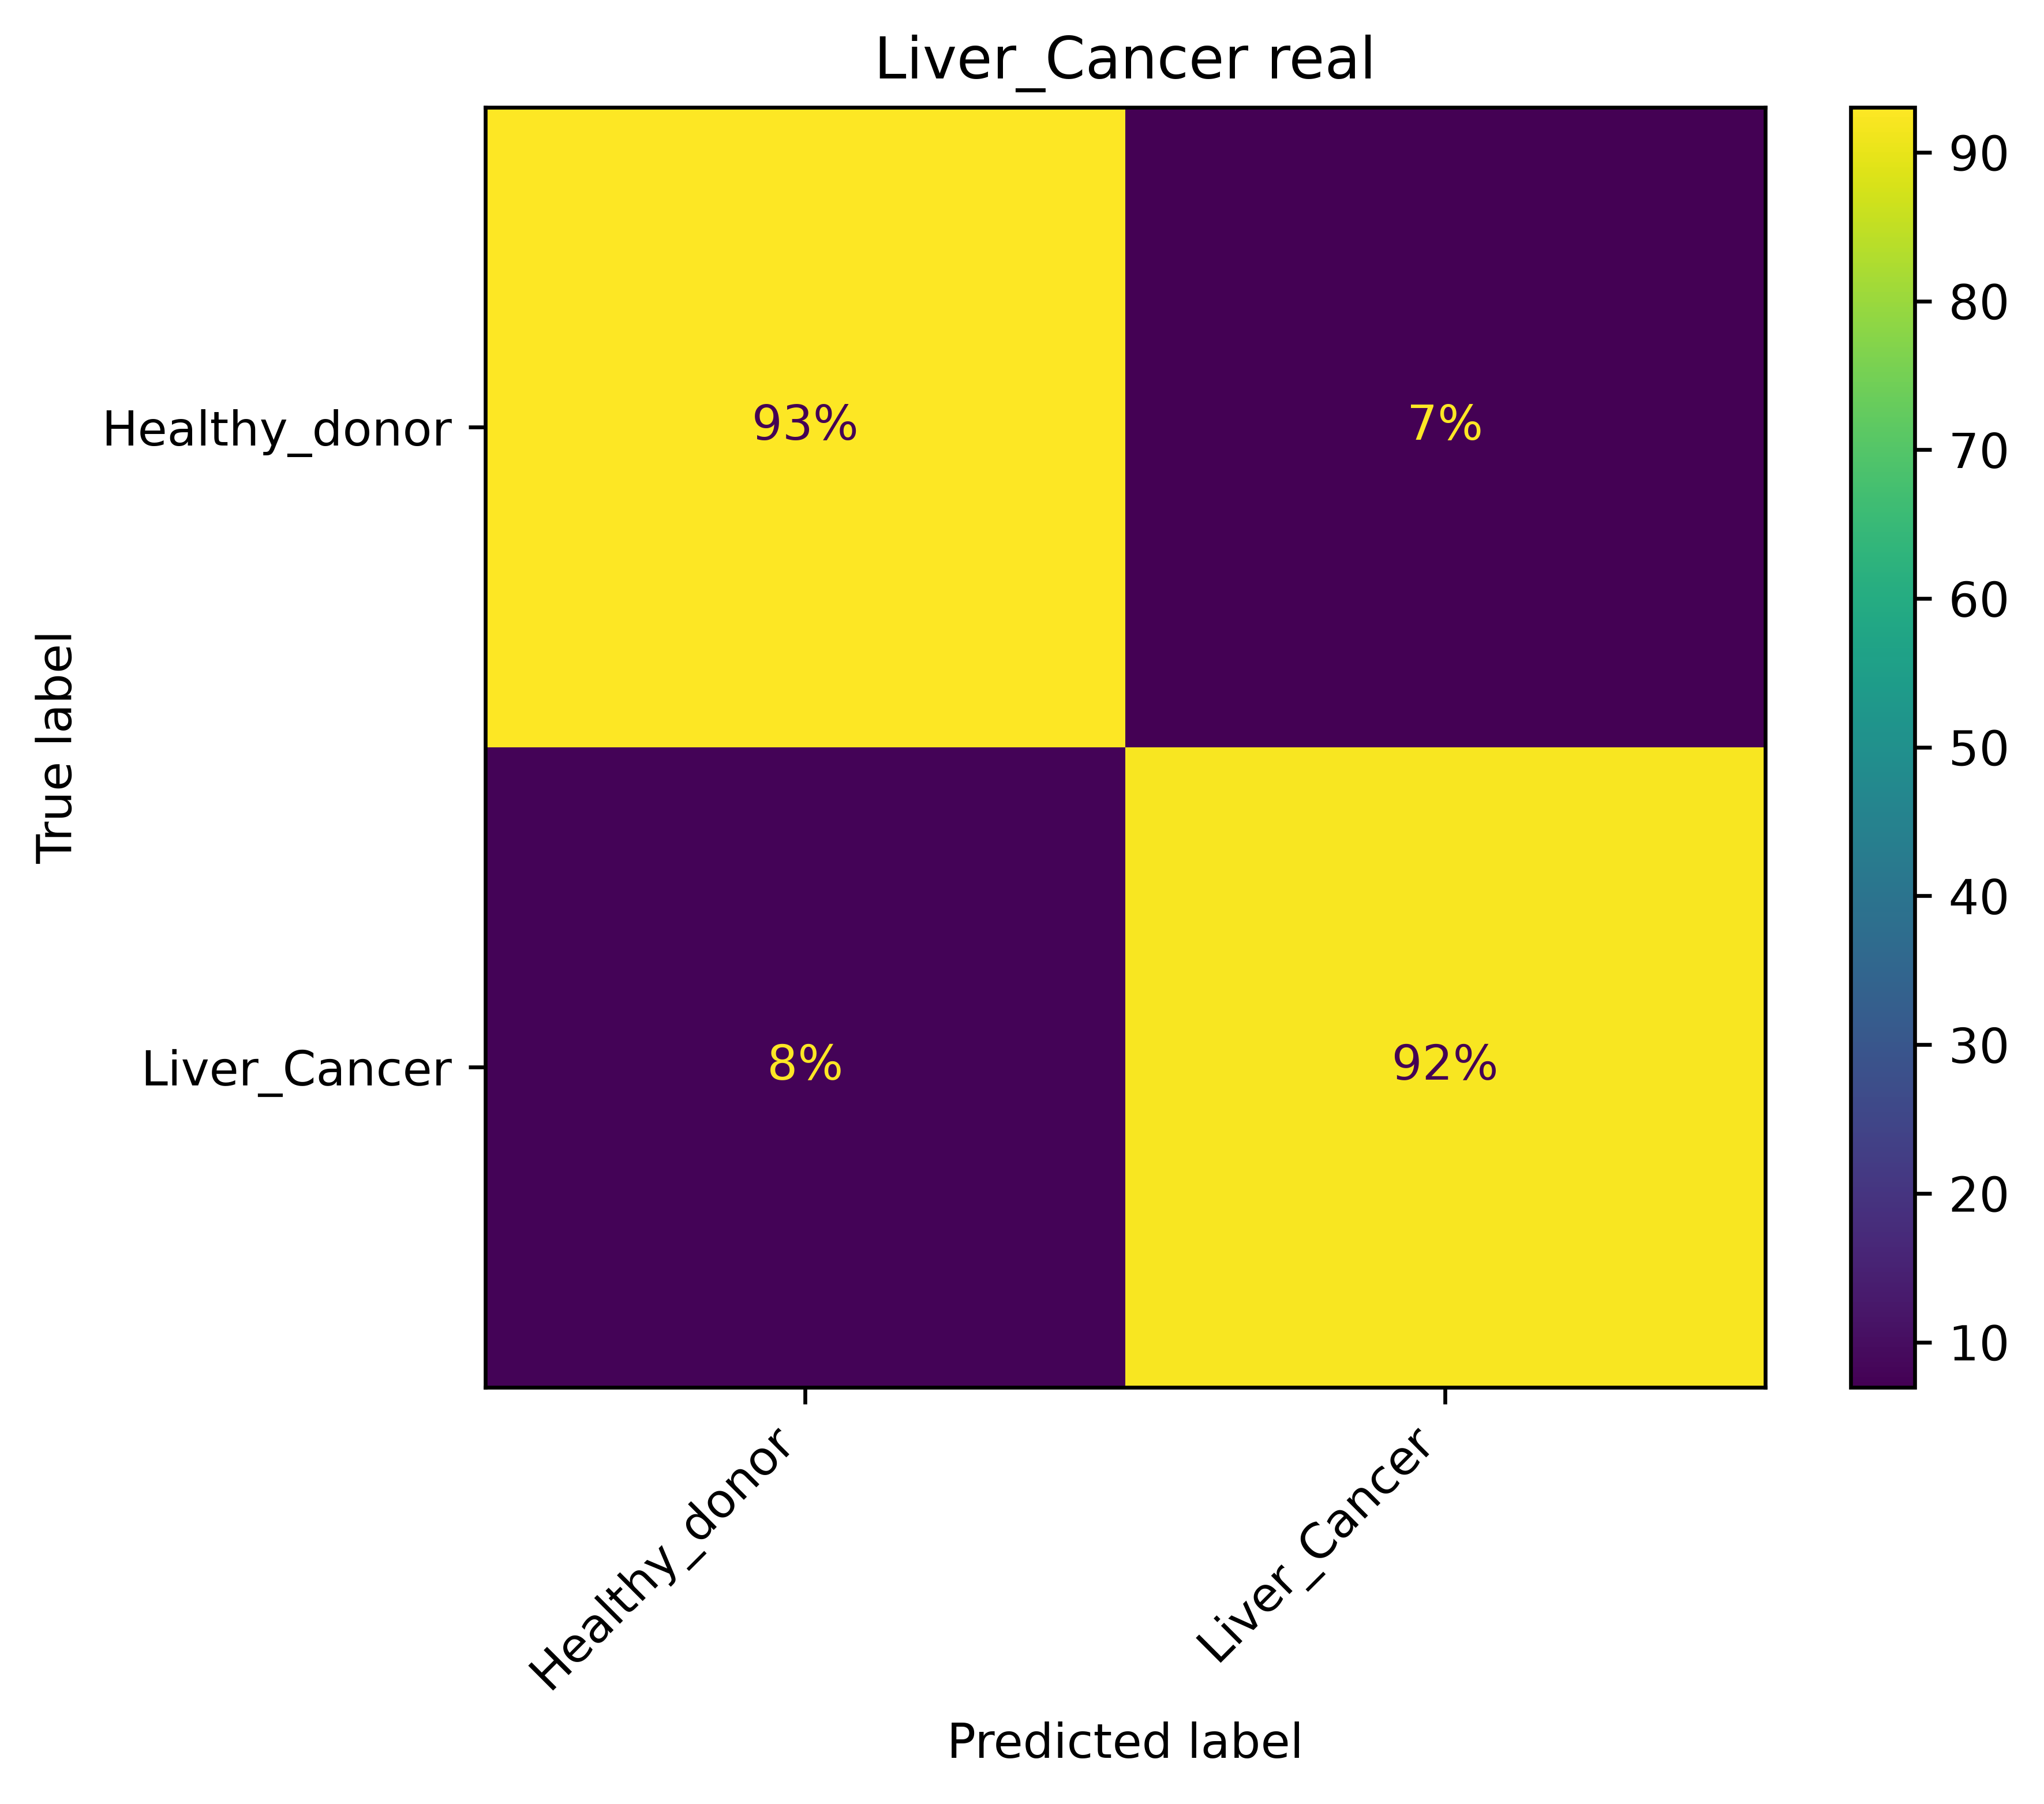 Liver_Cancer real
Healthy_donor
Liver_Cancer
True label
93%
7%
8%
92%
Healthy_donor
Liver_Cancer
Predicted label
90
80
70
60
50
40
30
20
10